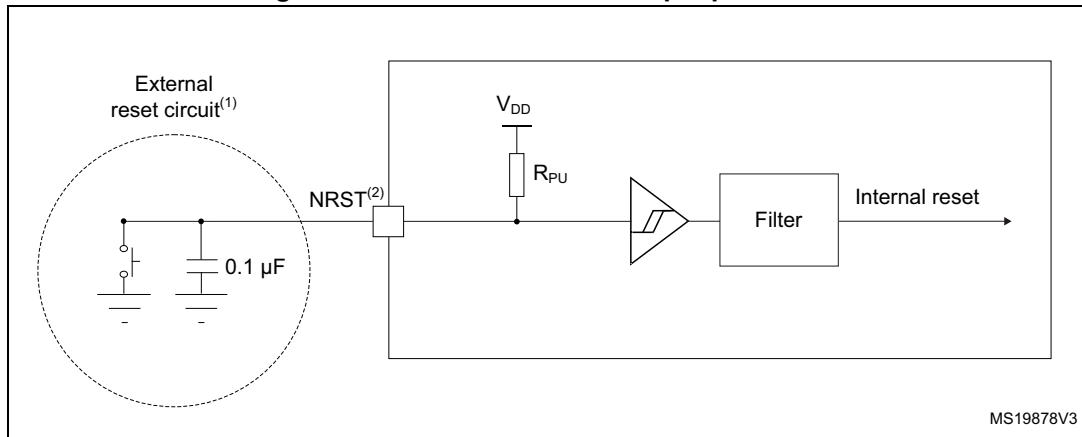 External
reset circuit(1)
VDD
RPU
NRST(2)
Filter
Internal reset
0.1 µF
MS19878V3